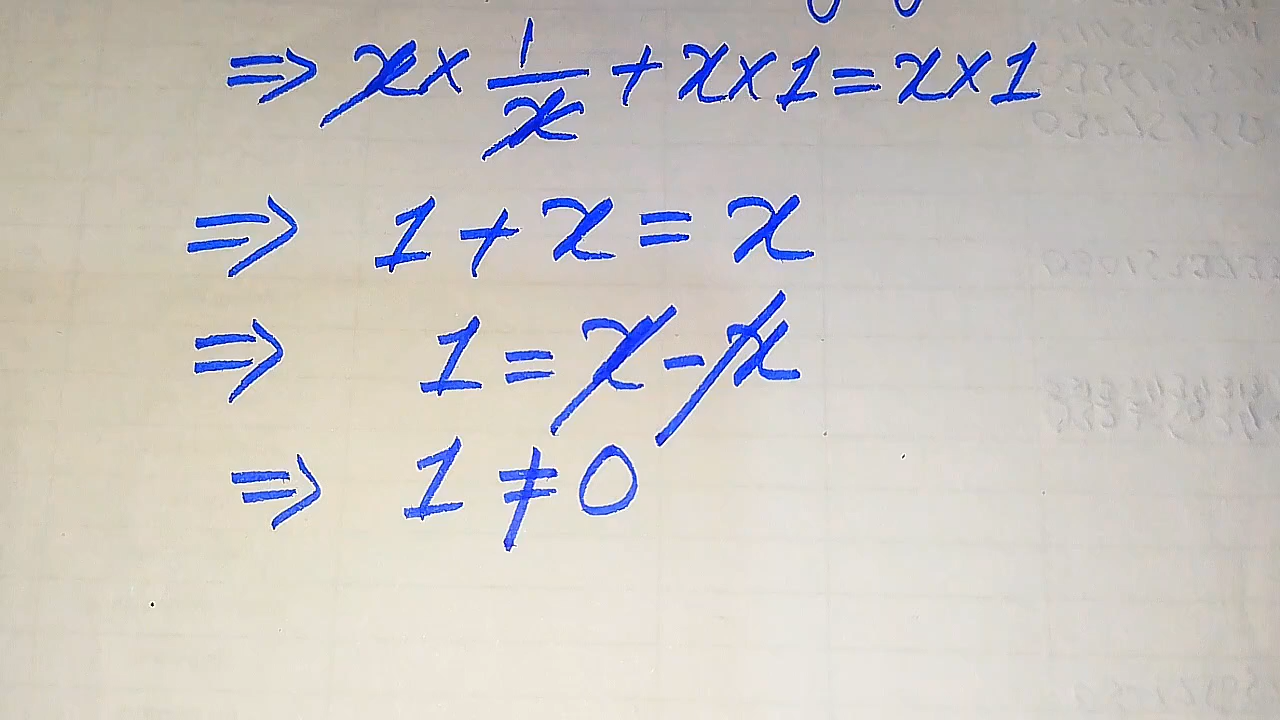 ⇒ x × 1/x + x×1 = x×1
⇒ 1 + x = x
⇒ 1 = x - x
⇒ 1 ≠ 0